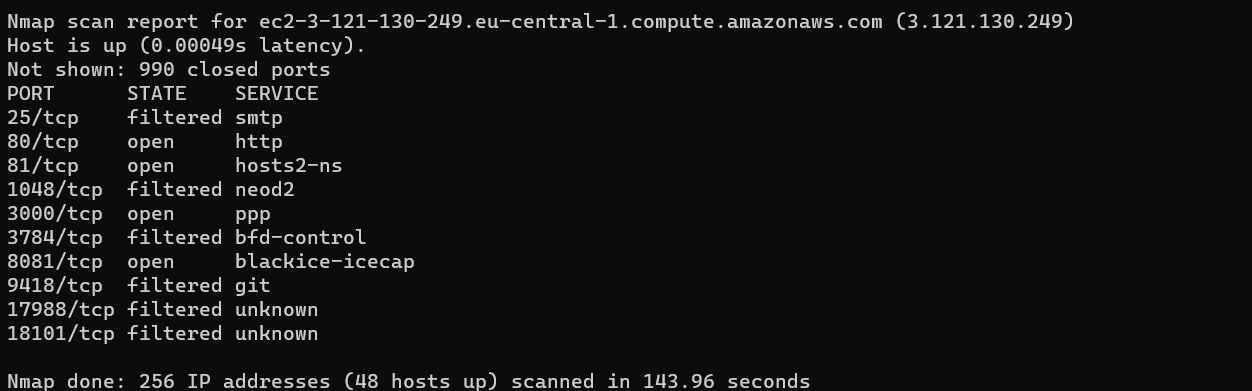 Nmap scan report for ec2-3-121-130-249.eu-central-1.compute.amazonaws.com (3.121.130.249)
Host is up (0.00049s latency).
Not shown: 990 closed ports
PORT      STATE    SERVICE
25/tcp    filtered smtp
80/tcp    open     http
81/tcp    open     hosts2-ns
1048/tcp  filtered neod2
3000/tcp  open     ppp
3784/tcp  filtered bfd-control
8081/tcp  open     blackice-icecap
9418/tcp  filtered git
17988/tcp filtered unknown
18101/tcp filtered unknown
Nmap done: 256 IP addresses (48 hosts up) scanned in 143.96 seconds